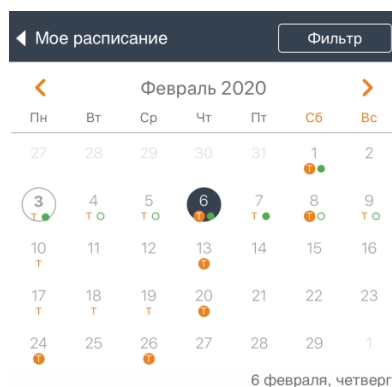 Мое расписание Фильтр
Февраль 2020
Пн Вт Ср Чт Пт Сб Вс
27 28 29 30 31 1 2
T
3 4 5 6 7 8 9
T T T T T T T
10 11 12 13 14 15 16
T T
17 18 19 20 21 22 23
T T T T
24 25 26 27 28 29 1
T T
6 февраля, четверг